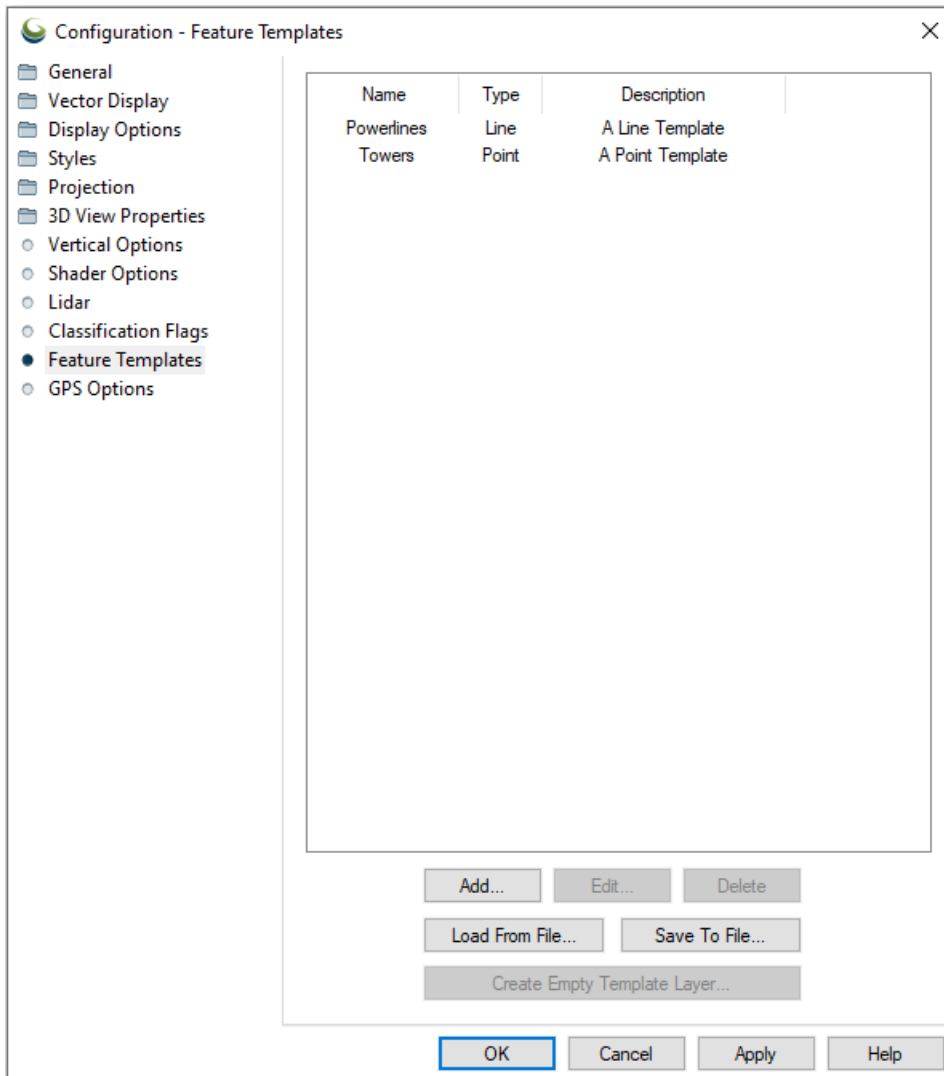 Configuration - Feature Templates
General
Vector Display
Display Options
Styles
Projection
3D View Properties
Vertical Options
Shader Options
Lidar
Classification Flags
Feature Templates
GPS Options
Name Type Description
Powerlines Line A Line Template
Towers Point A Point Template
Add... Edit... Delete
Load From File... Save To File...
Create Empty Template Layer...
OK Cancel Apply Help